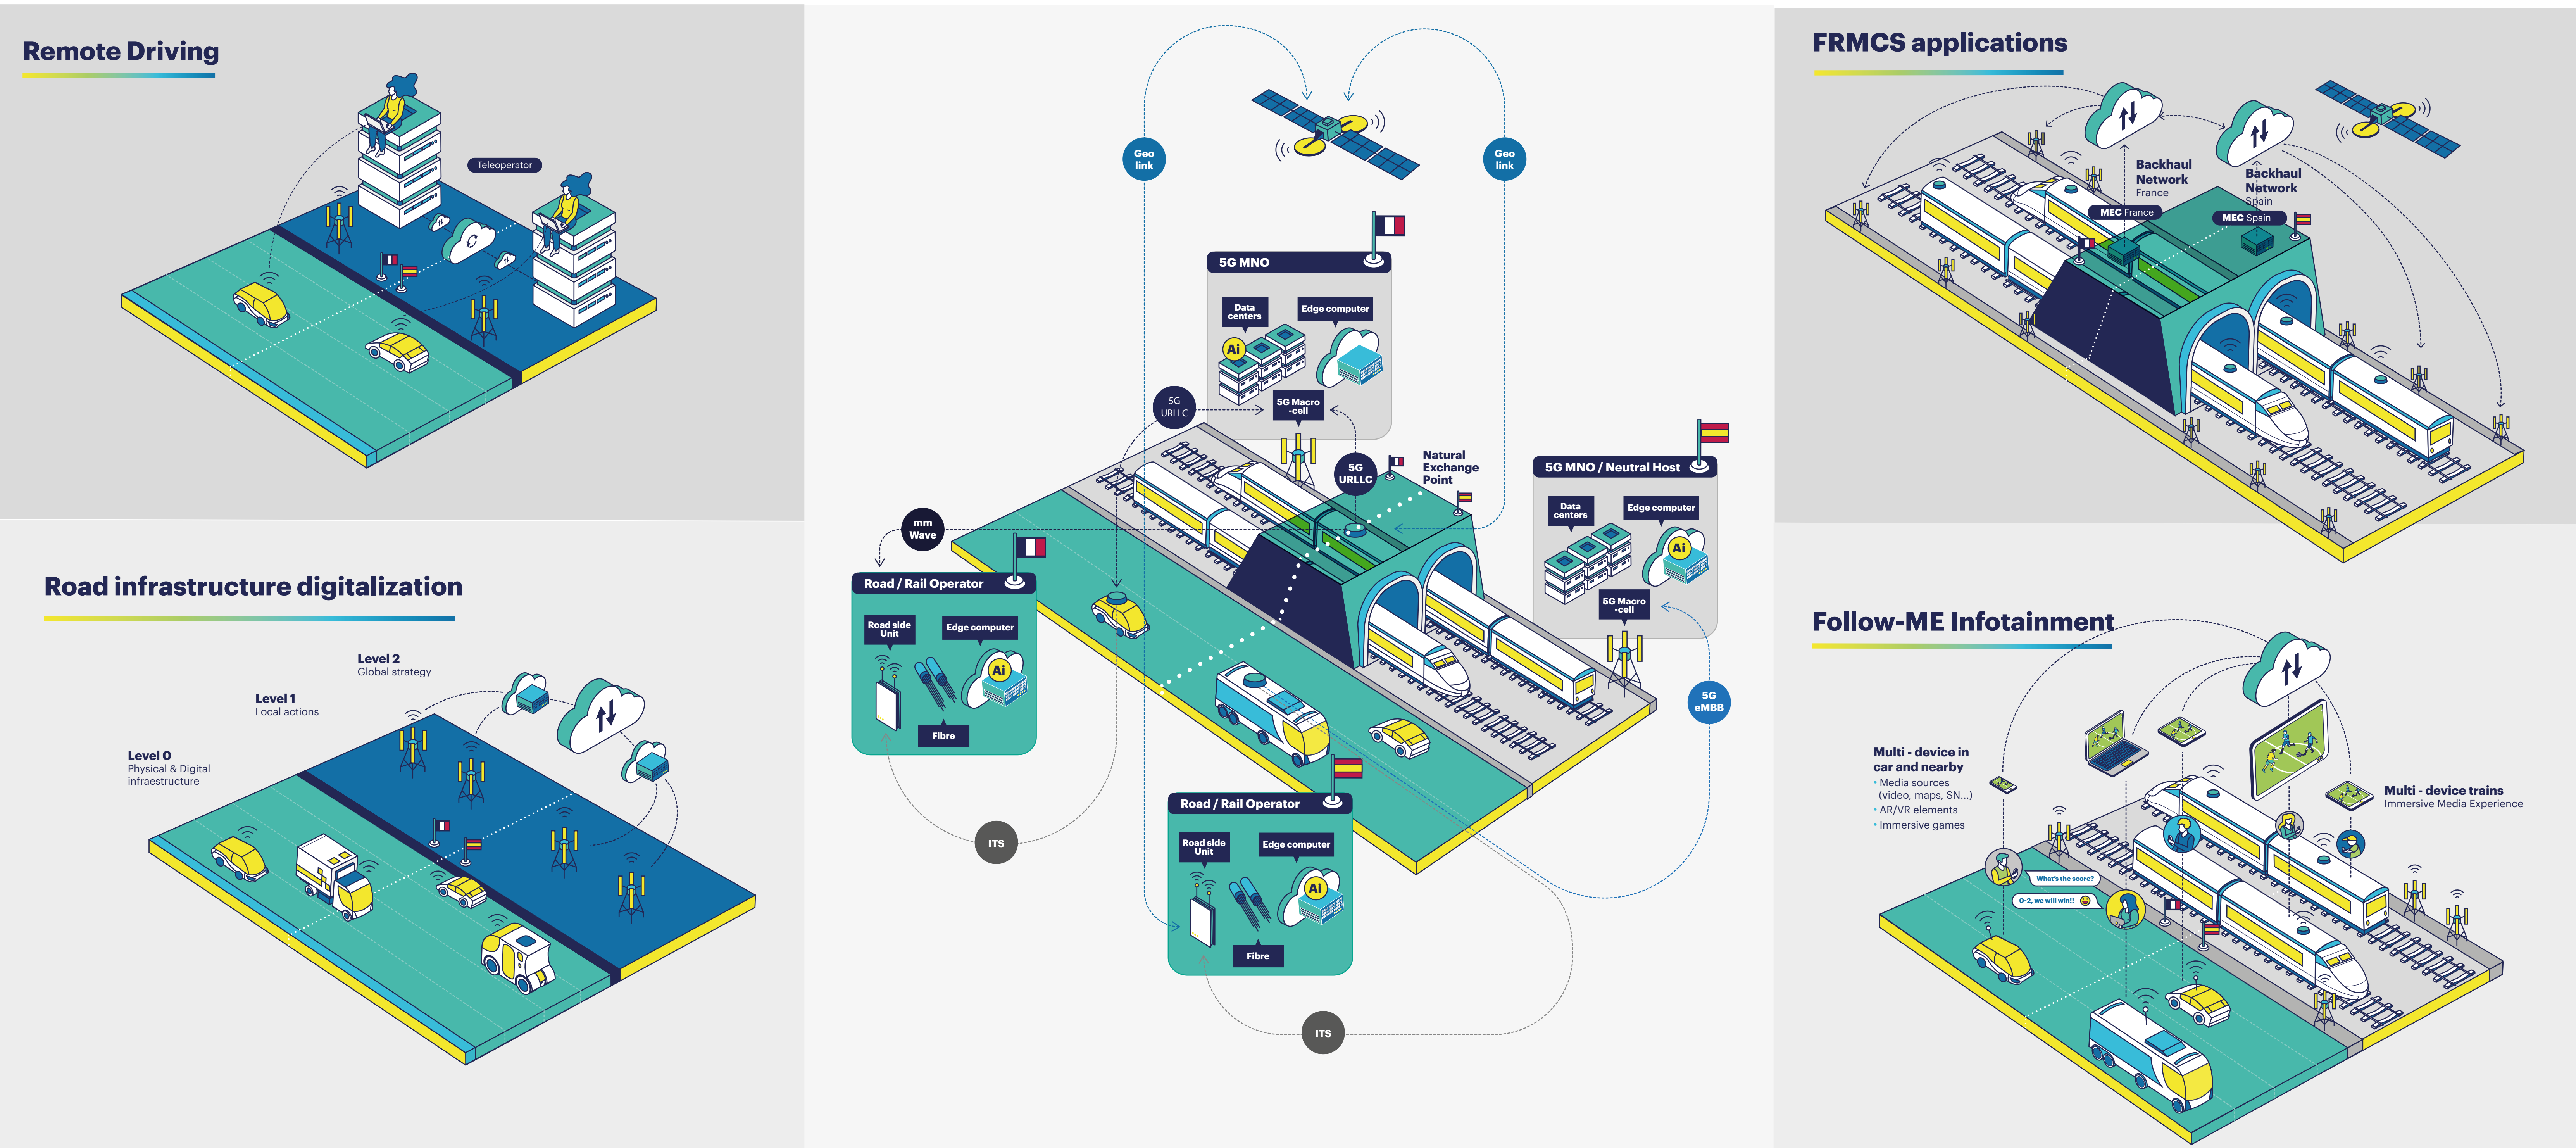 Remote Driving
Teleoperator
Road infrastructure digitalization
Level 2
Global strategy
Level 1
Local actions
Level 0
Physical & Digital
infraestructure
Geo
link
Geo
link
5G MNO
Data
centers
Edge computer
Ai
5G Macro
-cell
5G
URLLC
5G
URLLC
Natural
Exchange
Point
5G MNO / Neutral Host
Data
centers
Edge computer
Ai
5G Macro
-cell
mm
Wave
Road / Rail Operator
Road side
Unit
Edge computer
Ai
Fibre
5G
eMBB
ITS
Road / Rail Operator
Road side
Unit
Edge computer
Ai
Fibre
ITS
FRMCS applications
Backhaul
Network
France
Backhaul
Network
Spain
MEC France
MEC Spain
Follow-ME Infotainment
Multi - device in
car and nearby
• Media sources
(video, maps, SN...)
• AR/VR elements
• Immersive games
Multi - device trains
Immersive Media Experience
What's the score?
0-2, we will win!!